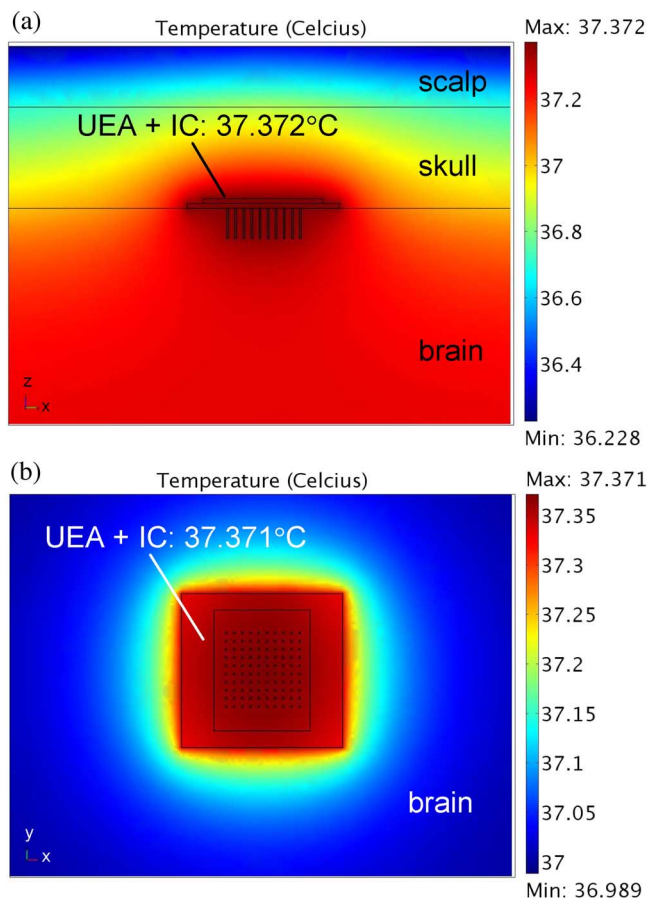 (a)
Temperature (Celcius)
Max: 37.372
scalp
UEA + IC: 37.372°C
skull
brain
z
x
37.2
37
36.8
36.6
36.4
Min: 36.228
(b)
Temperature (Celcius)
Max: 37.371
UEA + IC: 37.371°C
brain
y
x
37.35
37.3
37.25
37.2
37.15
37.1
37.05
37
Min: 36.989